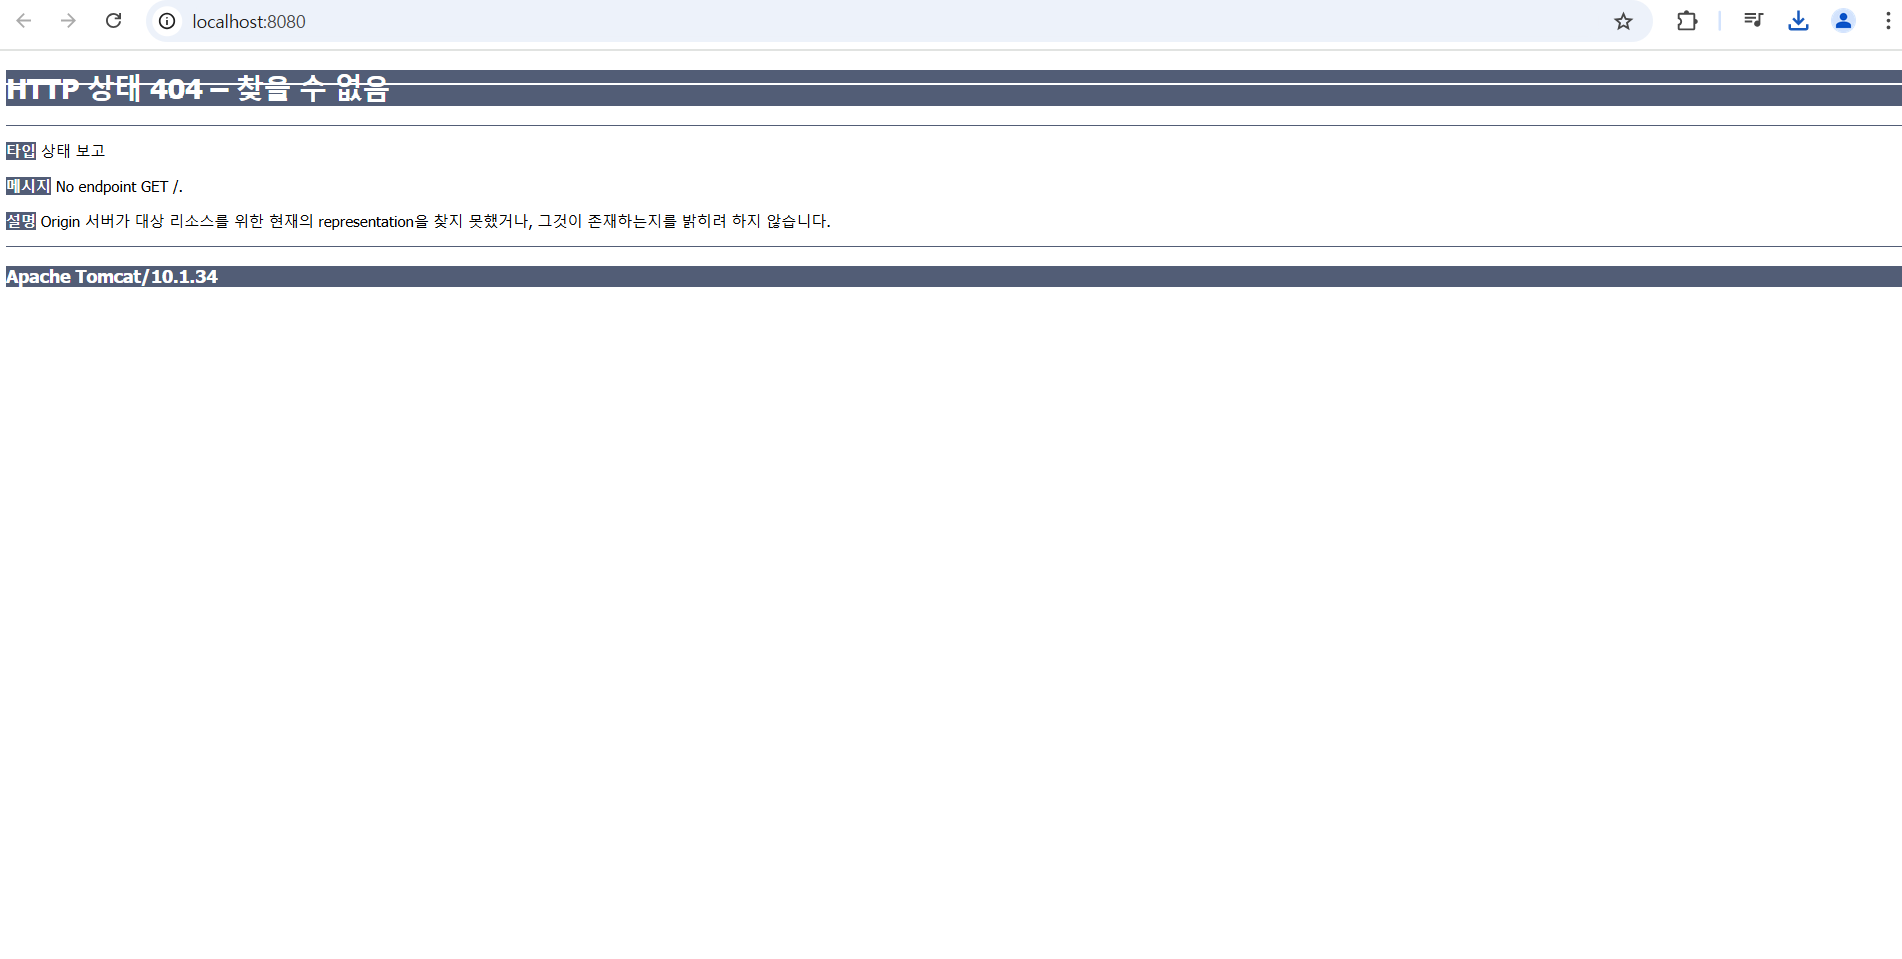 localhost:8080
HTTP 상태 404 – 찾을 수 없음
타입 상태 보고
메시지 No endpoint GET /.
설명 Origin 서버가 대상 리소스를 위한 현재의 representation을 찾지 못했거나, 그것이 존재하는지를 밝히려 하지 않습니다.
Apache Tomcat/10.1.34